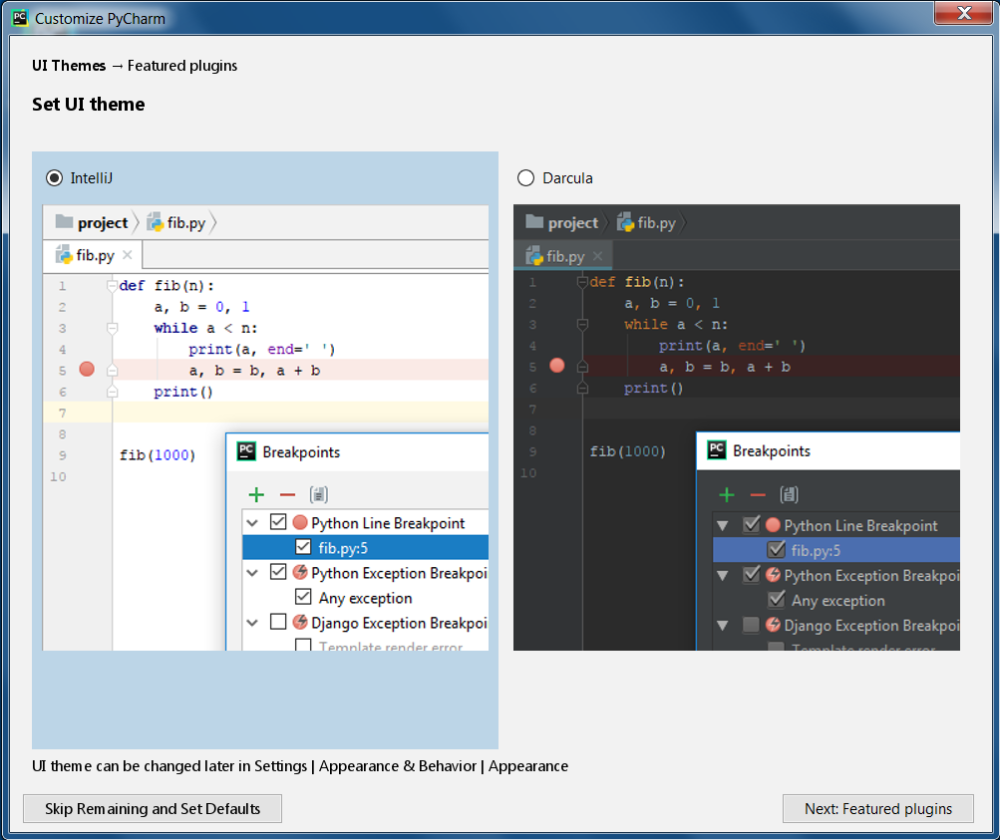 PC Customize PyCharm
UI Themes → Featured plugins
Set UI theme
IntelliJ
project fib.py
fib.py
1 def fib(n):
2 a, b = 0, 1
3 while a < n:
4 print(a, end=' ')
5 a, b = b, a + b
6 print()
7
8
9 fib(1000)
10
PC Breakpoints
Python Line Breakpoint
fib.py:5
Python Exception Breakpoi
Any exception
Django Exception Breakpoi
Template render error
Darcula
project fib.py
fib.py
1 def fib(n):
2 a, b = 0, 1
3 while a < n:
4 print(a, end=' ')
5 a, b = b, a + b
6 print()
7
8
9 fib(1000)
10
PC Breakpoints
Python Line Breakpoint
fib.py:5
Python Exception Breakpoi
Any exception
Django Exception Breakpoi
Template render error
UI theme can be changed later in Settings | Appearance & Behavior | Appearance
Skip Remaining and Set Defaults
Next: Featured plugins